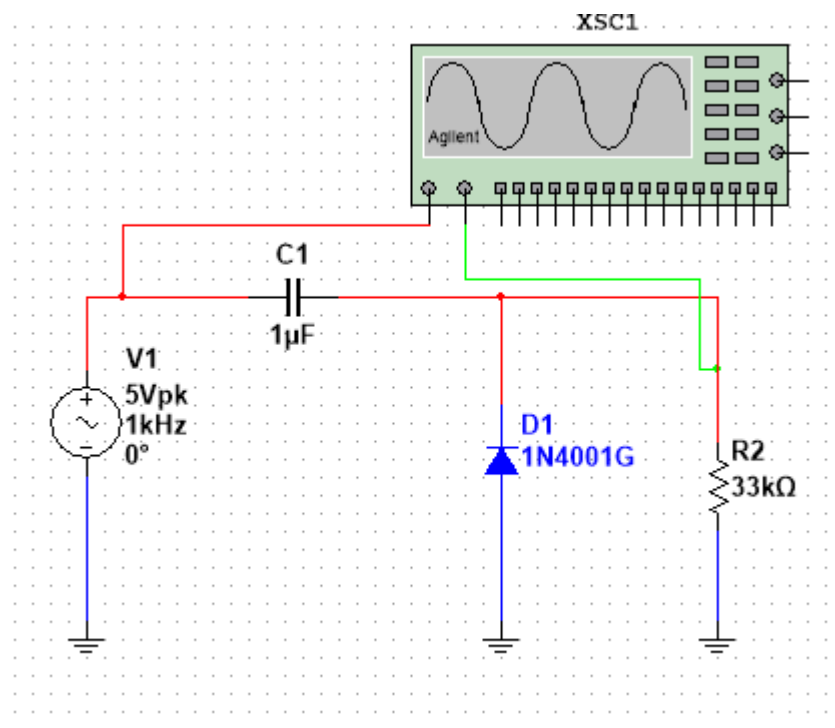 XSC1
Agilent
C1
1µF
V1
5Vpk
1kHz
0°
D1
1N4001G
R2
33kΩ